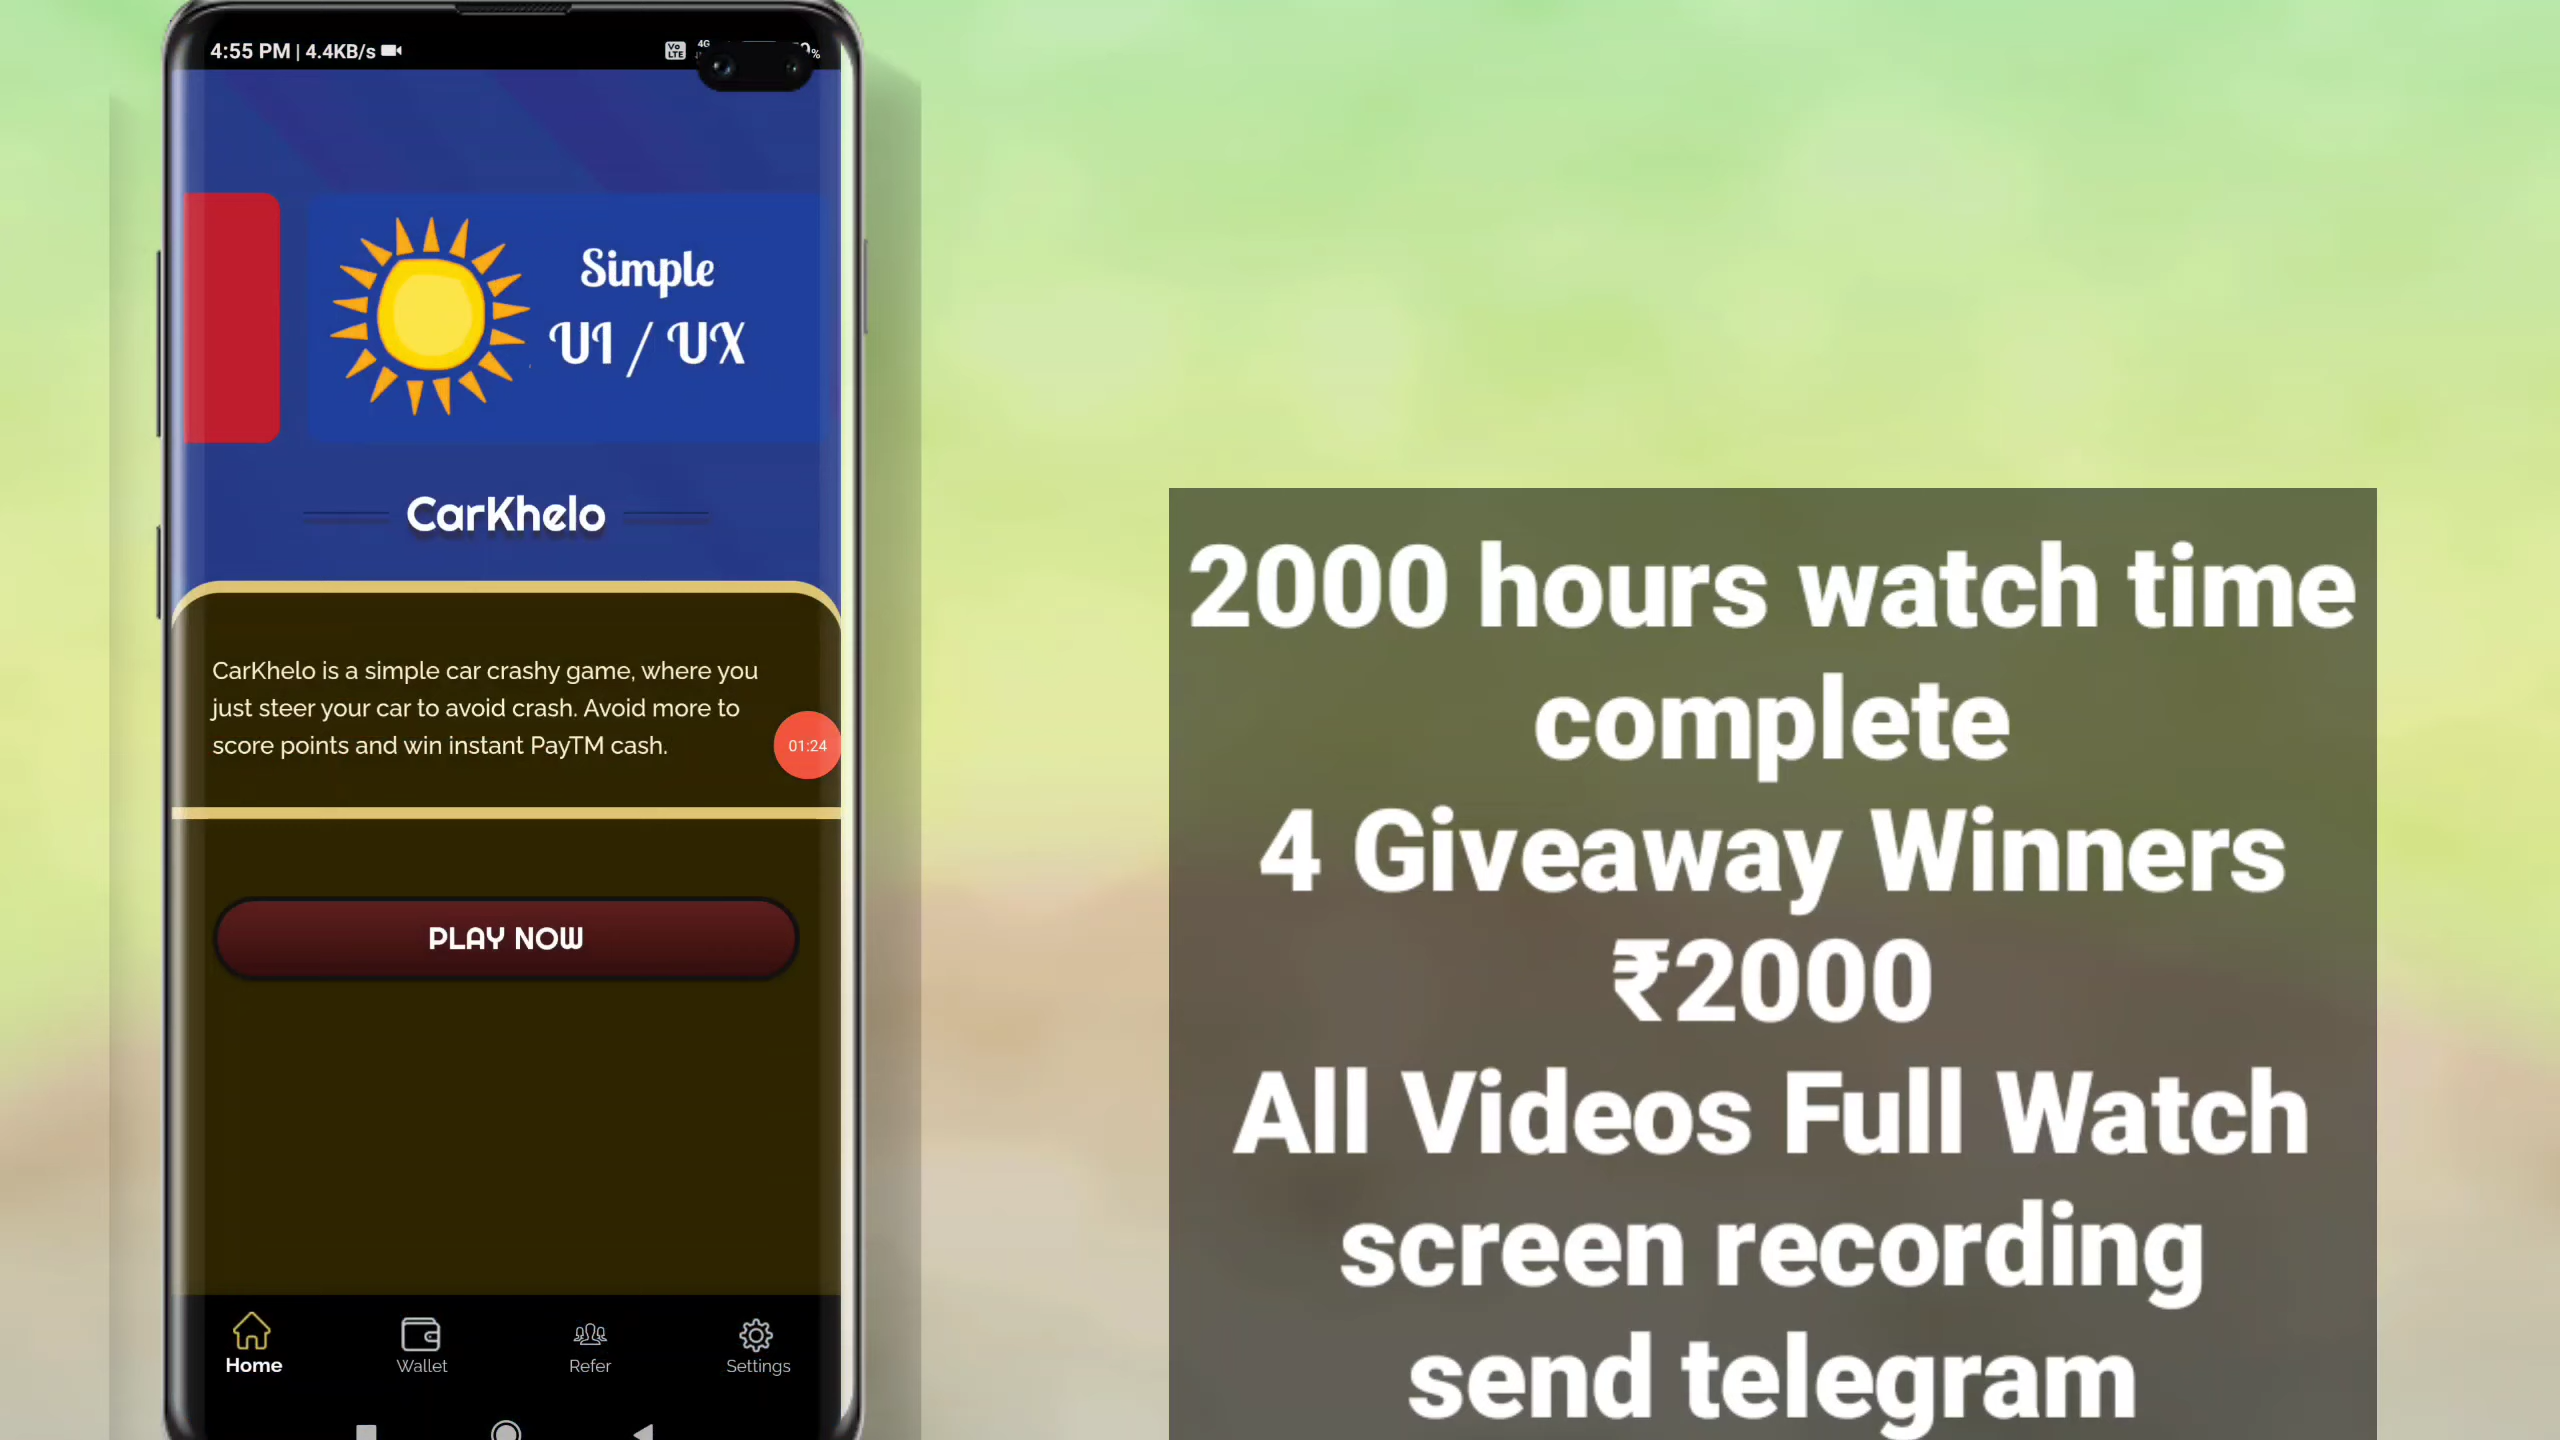 4:55 PM | 4.4KB/s
Vo LTE 4G %
Simple
UI / UX
CarKhelo
CarKhelo is a simple car crashy game, where you
just steer your car to avoid crash. Avoid more to
score points and win instant PayTM cash.
01:24
PLAY NOW
Home Wallet Refer Settings
2000 hours watch time
complete
4 Giveaway Winners
₹2000
All Videos Full Watch
screen recording
send telegram